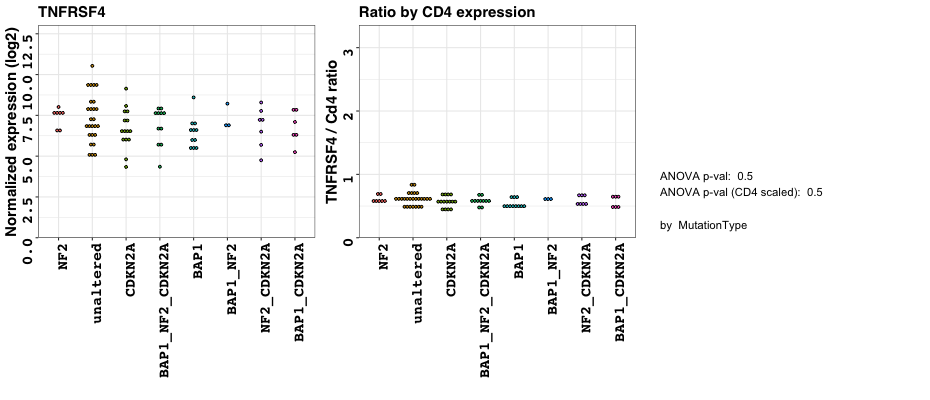 TNFRSF4
Normalized expression (log2)
12.5
10.0
7.5
5.0
2.5
0.0
NF2
unaltered
CDKN2A
BAP1_NF2_CDKN2A
BAP1
BAP1_NF2
NF2_CDKN2A
BAP1_CDKN2A
Ratio by CD4 expression
TNFRSF4 / Cd4 ratio
3
2
1
0
NF2
unaltered
CDKN2A
BAP1_NF2_CDKN2A
BAP1
BAP1_NF2
NF2_CDKN2A
BAP1_CDKN2A
ANOVA p-val: 0.5
ANOVA p-val (CD4 scaled): 0.5
by MutationType